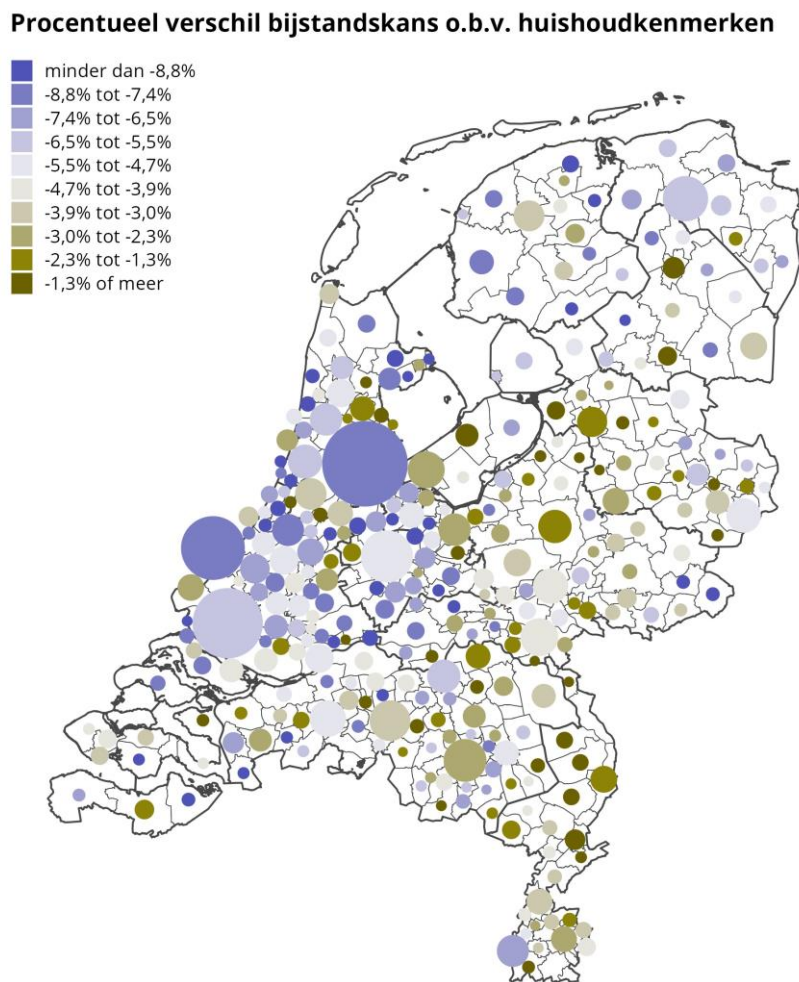 Procentueel verschil bijstandskans o.b.v. huishoudkenmerken
minder dan -8,8%
-8,8% tot -7,4%
-7,4% tot -6,5%
-6,5% tot -5,5%
-5,5% tot -4,7%
-4,7% tot -3,9%
-3,9% tot -3,0%
-3,0% tot -2,3%
-2,3% tot -1,3%
-1,3% of meer